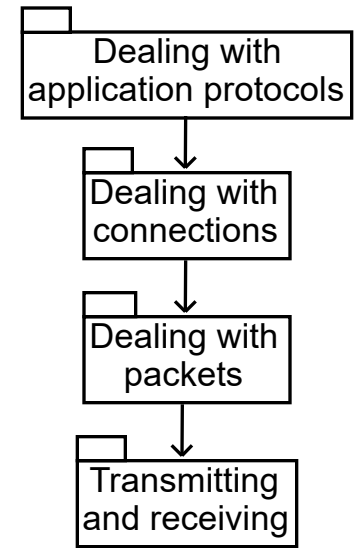 Dealing with
application protocols
Dealing with
connections
Dealing with
packets
Transmitting
and receiving